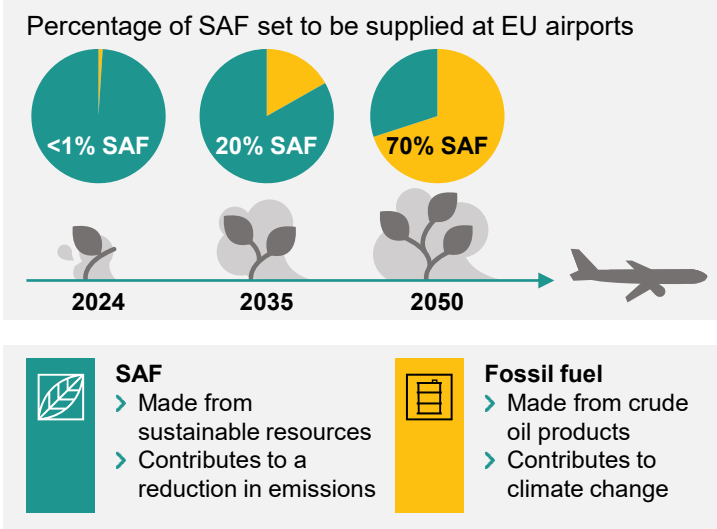 Percentage of SAF set to be supplied at EU airports
<1% SAF
20% SAF
70% SAF
2024
2035
2050
SAF
Made from
sustainable resources
Contributes to a
reduction in emissions
Fossil fuel
Made from crude
oil products
Contributes to
climate change